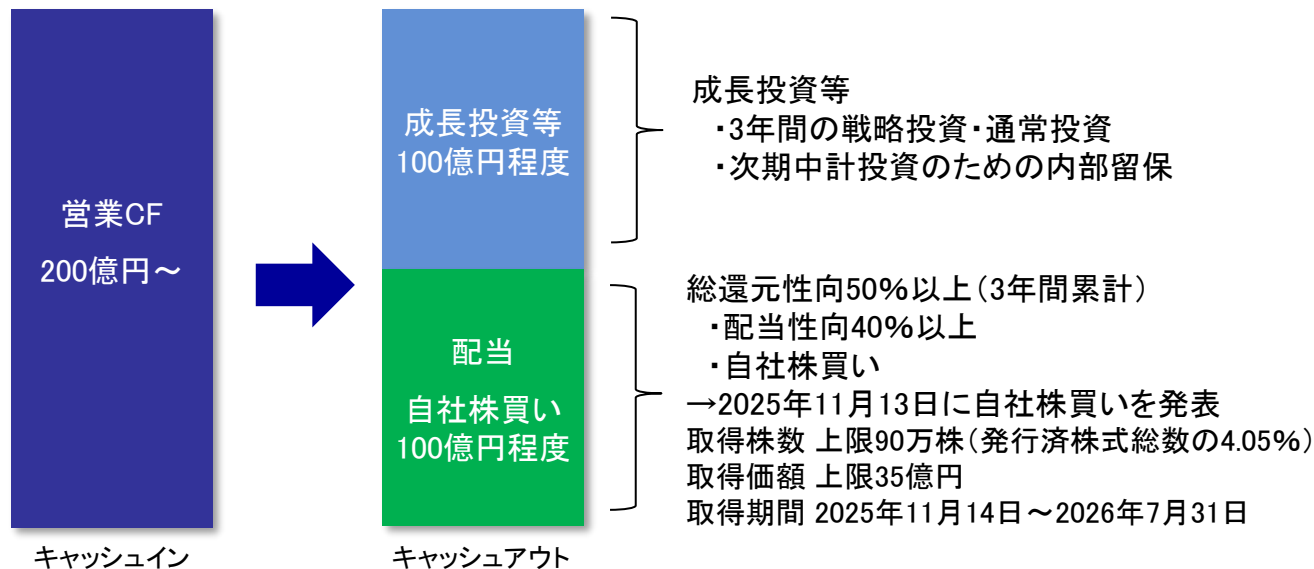 営業CF
200億円～
キャッシュイン
成長投資等
100億円程度
配当
自社株買い
100億円程度
キャッシュアウト
成長投資等
・3年間の戦略投資・通常投資
・次期中計投資のための内部留保
総還元性向50%以上（3年間累計）
・配当性向40%以上
・自社株買い
→2025年11月13日に自社株買いを発表
取得株数 上限90万株（発行済株式総数の4.05%）
取得価額 上限35億円
取得期間 2025年11月14日～2026年7月31日